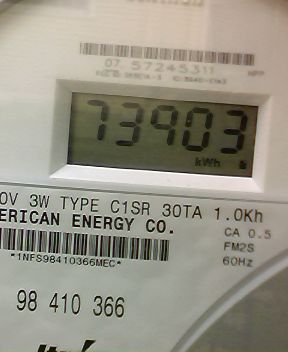 07 57245311
73903
kWh
0V 3W TYPE C1SR 30TA 1.0Kh
ERICAN ENERGY CO.
CA 0.5
FM2S
*1NFS98410366MEC*
60Hz
98 410 366